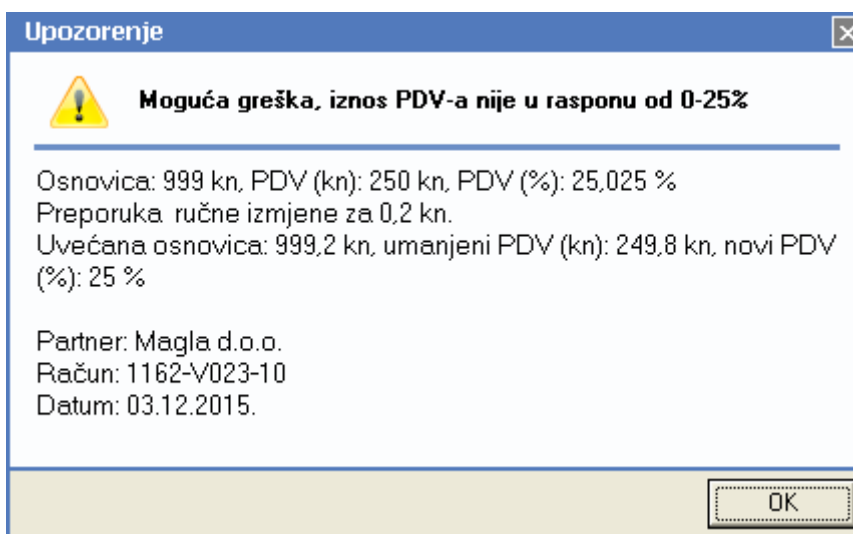 Upozorenje
Moguća greška, iznos PDV-a nije u rasponu od 0-25%
Osnovica: 999 kn, PDV (kn): 250 kn, PDV (%): 25,025 %
Preporuka ručne izmjene za 0,2 kn.
Uvećana osnovica: 999,2 kn, umanjeni PDV (kn): 249,8 kn, novi PDV
(%): 25 %
Partner: Magla d.o.o.
Račun: 1162-V023-10
Datum: 03.12.2015.
OK